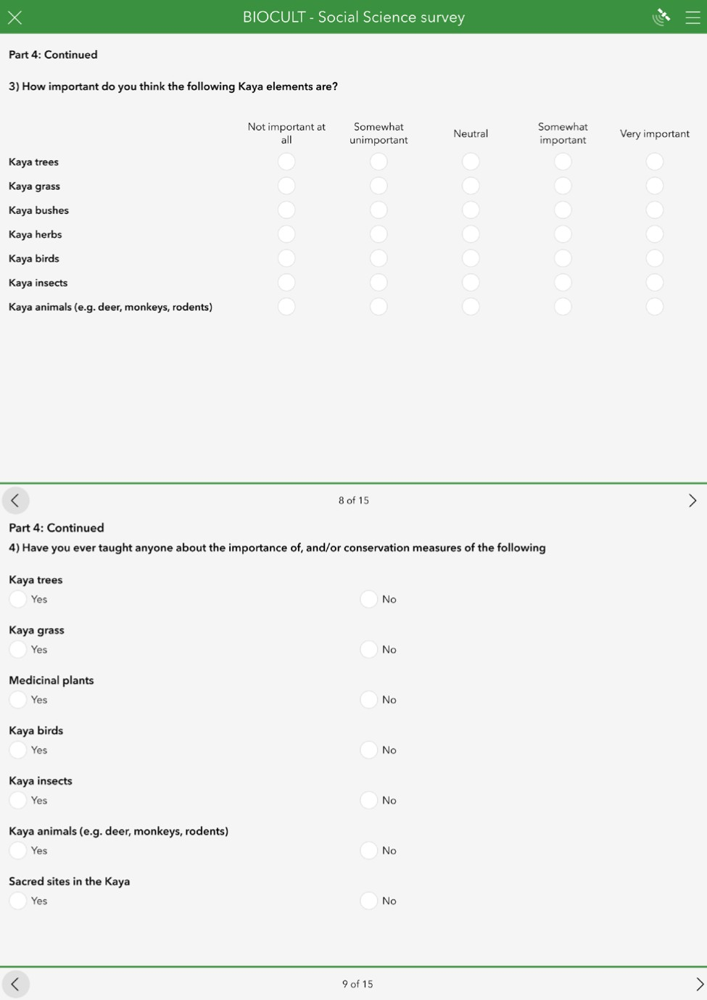 BIOCULT - Social Science survey
Part 4: Continued
3) How important do you think the following Kaya elements are?
Not important at all
Somewhat unimportant
Neutral
Somewhat important
Very important
Kaya trees
Kaya grass
Kaya bushes
Kaya herbs
Kaya birds
Kaya insects
Kaya animals (e.g. deer, monkeys, rodents)
8 of 15
Part 4: Continued
4) Have you ever taught anyone about the importance of, and/or conservation measures of the following
Kaya trees
Yes No
Kaya grass
Yes No
Medicinal plants
Yes No
Kaya birds
Yes No
Kaya insects
Yes No
Kaya animals (e.g. deer, monkeys, rodents)
Yes No
Sacred sites in the Kaya
Yes No
9 of 15